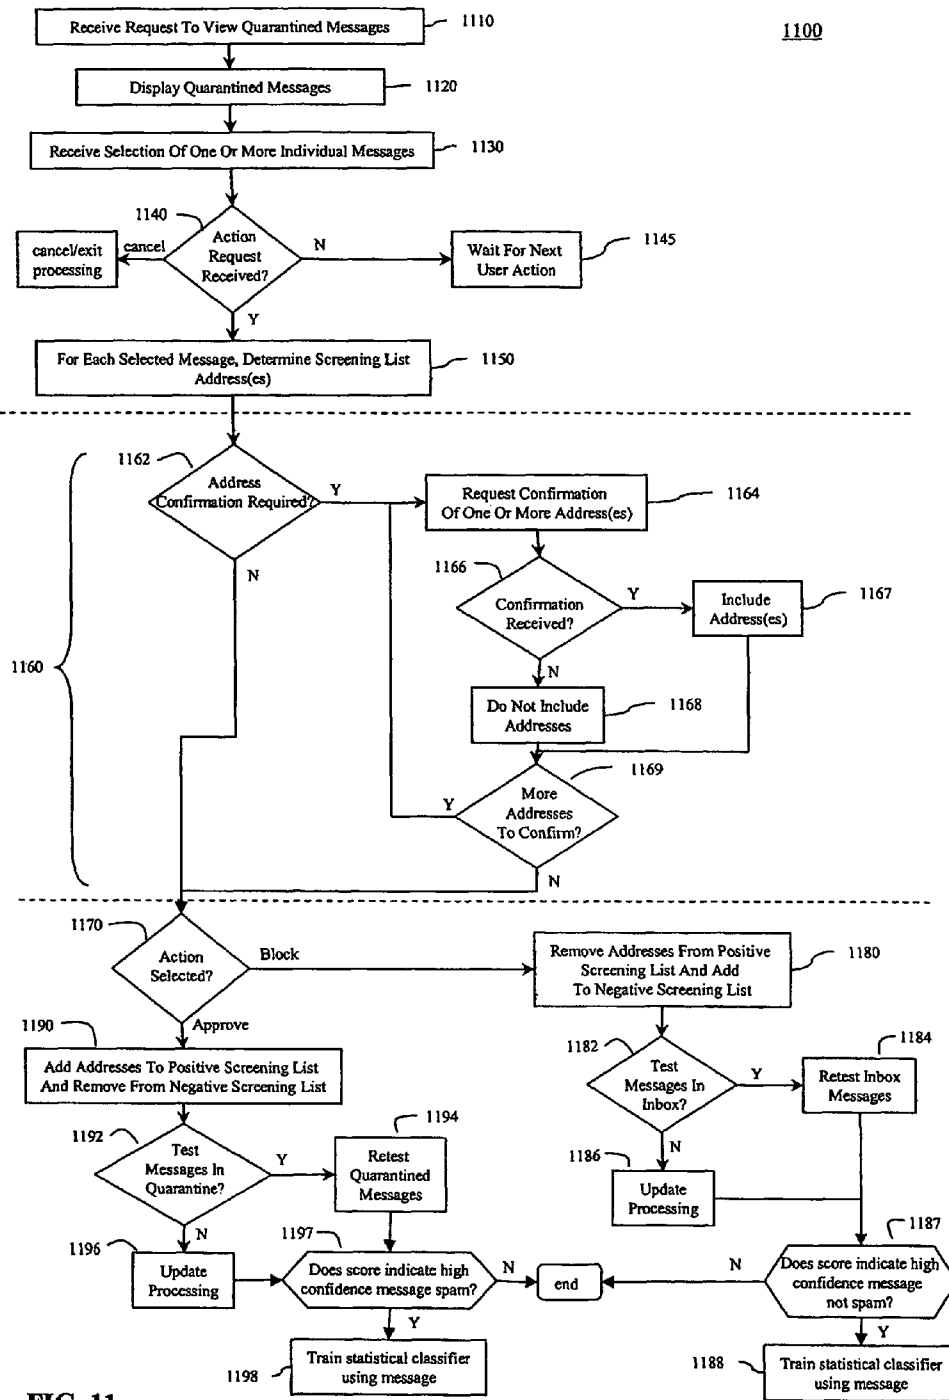 Receive Request To View Quarantined Messages
1110
1100
Display Quarantined Messages
1120
Receive Selection Of One Or More Individual Messages
1130
1140
Action
Request
Received?
cancel
cancel/exit
processing
N
Wait For Next
User Action
1145
Y
For Each Selected Message, Determine Screening List
Address(es)
1150
1160
1162
Address
Confirmation Required?
Y
N
Request Confirmation
Of One Or More Address(es)
1164
1166
Confirmation
Received?
Y
Include
Address(es)
1167
N
Do Not Include
Addresses
1168
1169
More
Addresses
To Confirm?
Y
N
1170
Action
Selected?
Block
Approve
Remove Addresses From Positive
Screening List And Add
To Negative Screening List
1180
1190
Add Addresses To Positive Screening List
And Remove From Negative Screening List
1182
Test
Messages In
Inbox?
Y
N
1184
Retest Inbox
Messages
1186
Update
Processing
1192
Test
Messages In
Quarantine?
Y
N
1194
Retest
Quarantined
Messages
1196
Update
Processing
1197
Does score indicate high
confidence message spam?
N
end
N
1187
Does score indicate high
confidence message
not spam?
Y
Y
1198
Train statistical classifier
using message
1188
Train statistical classifier
using message
FIG. 11